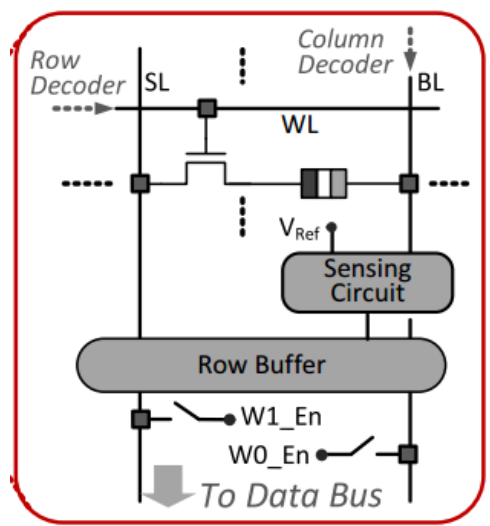 Column
Decoder
Row
Decoder
SL
BL
WL
VRef
Sensing
Circuit
Row Buffer
W1_En
W0_En
To Data Bus